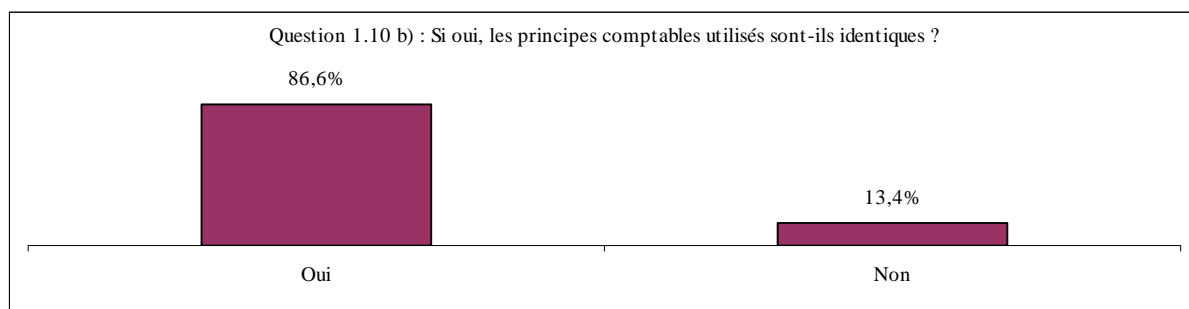 Question 1.10 b) : Si oui, les principes comptables utilisés sont-ils identiques ?
86,6%
13,4%
Oui
Non